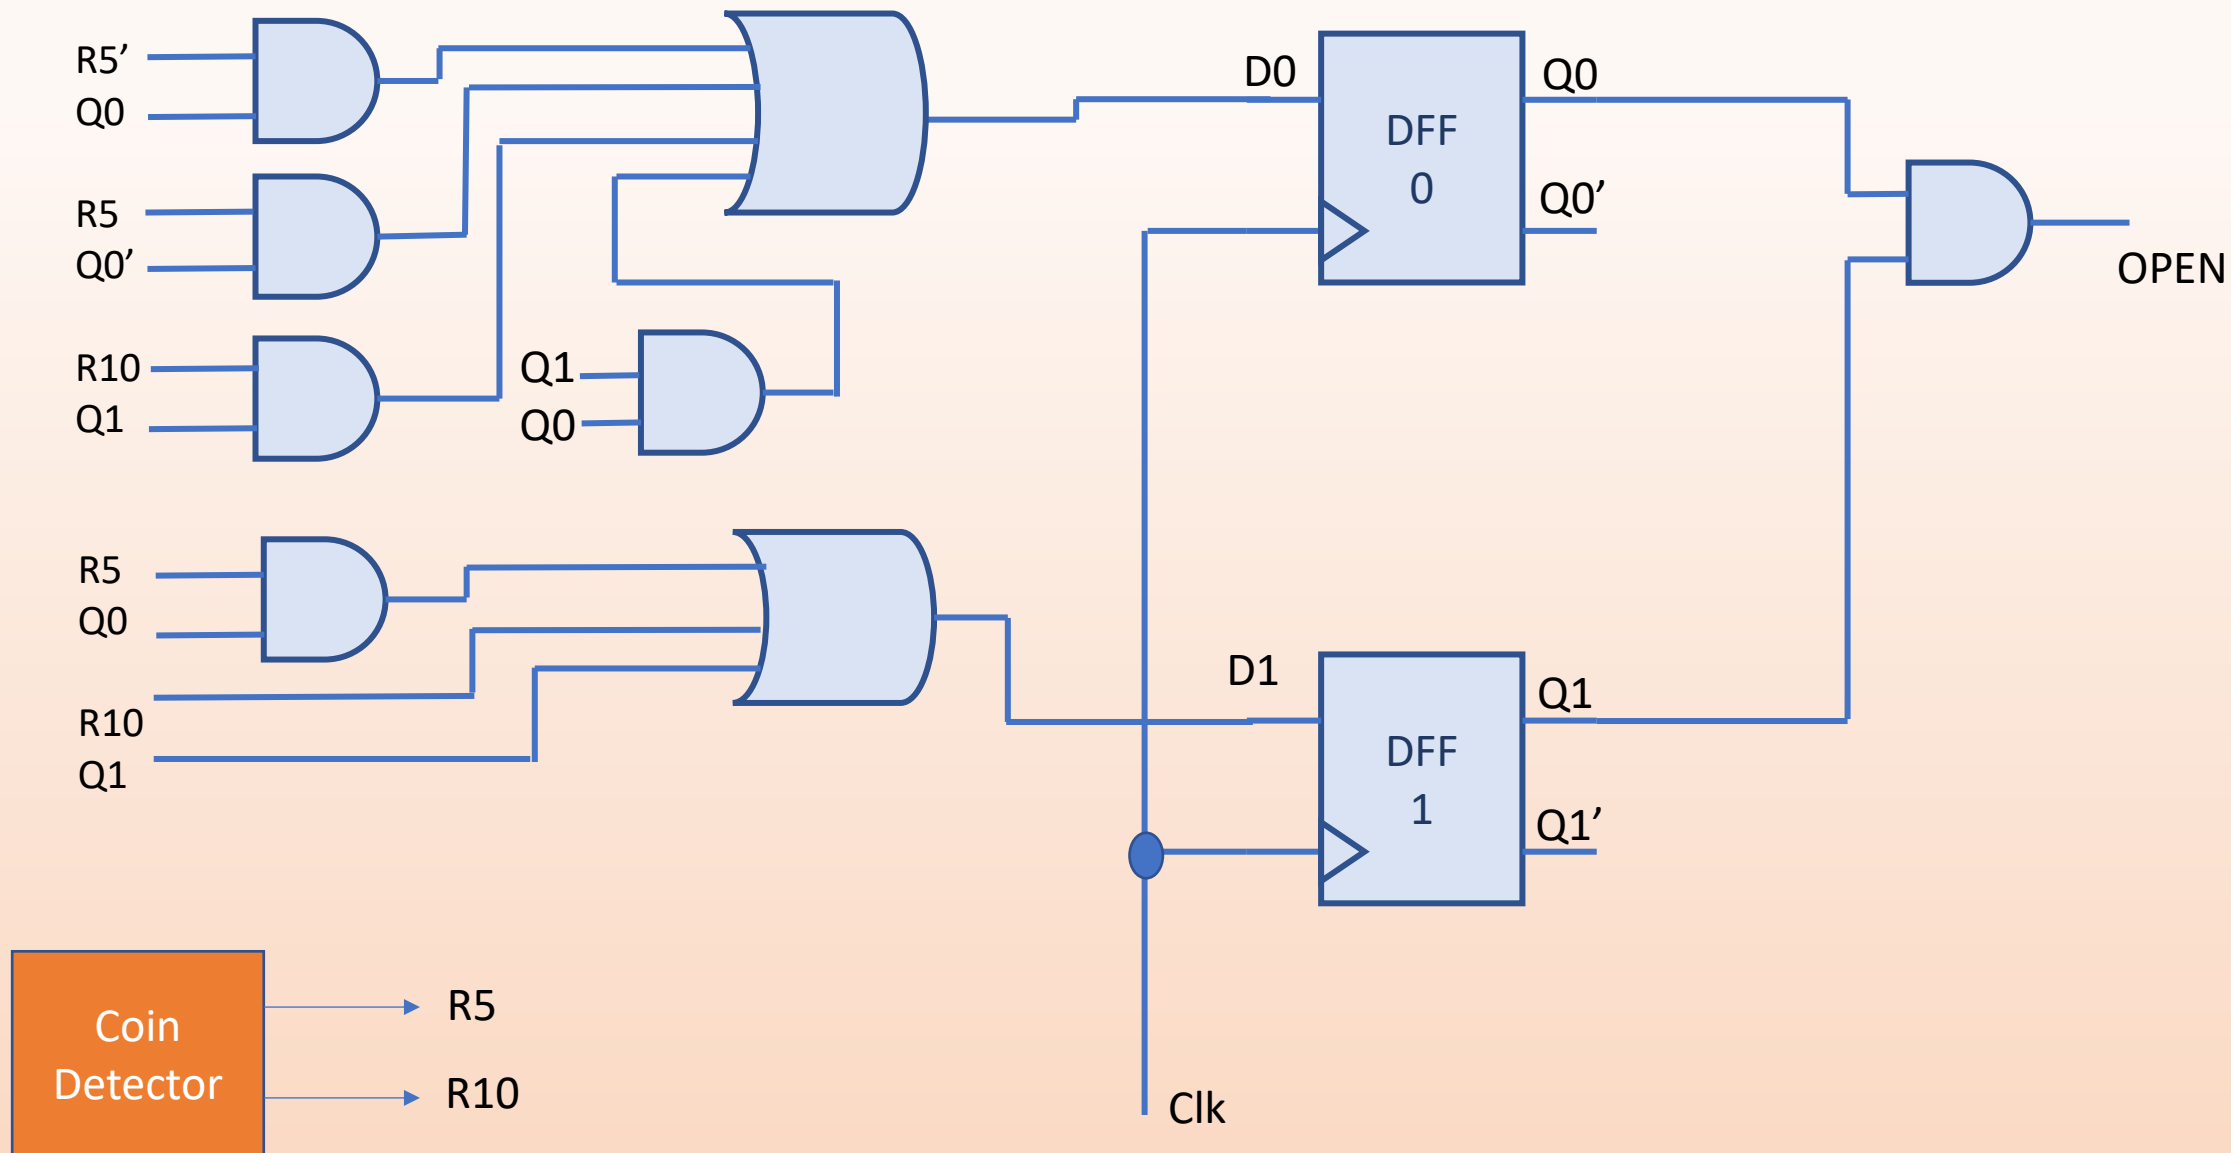 R5’
Q0
R5
Q0’
R10
Q1
Q1
Q0
D0
DFF
0
Q0
Q0’
OPEN
R5
Q0
R10
Q1
D1
DFF
1
Q1
Q1’
Coin
Detector
R5
R10
Clk